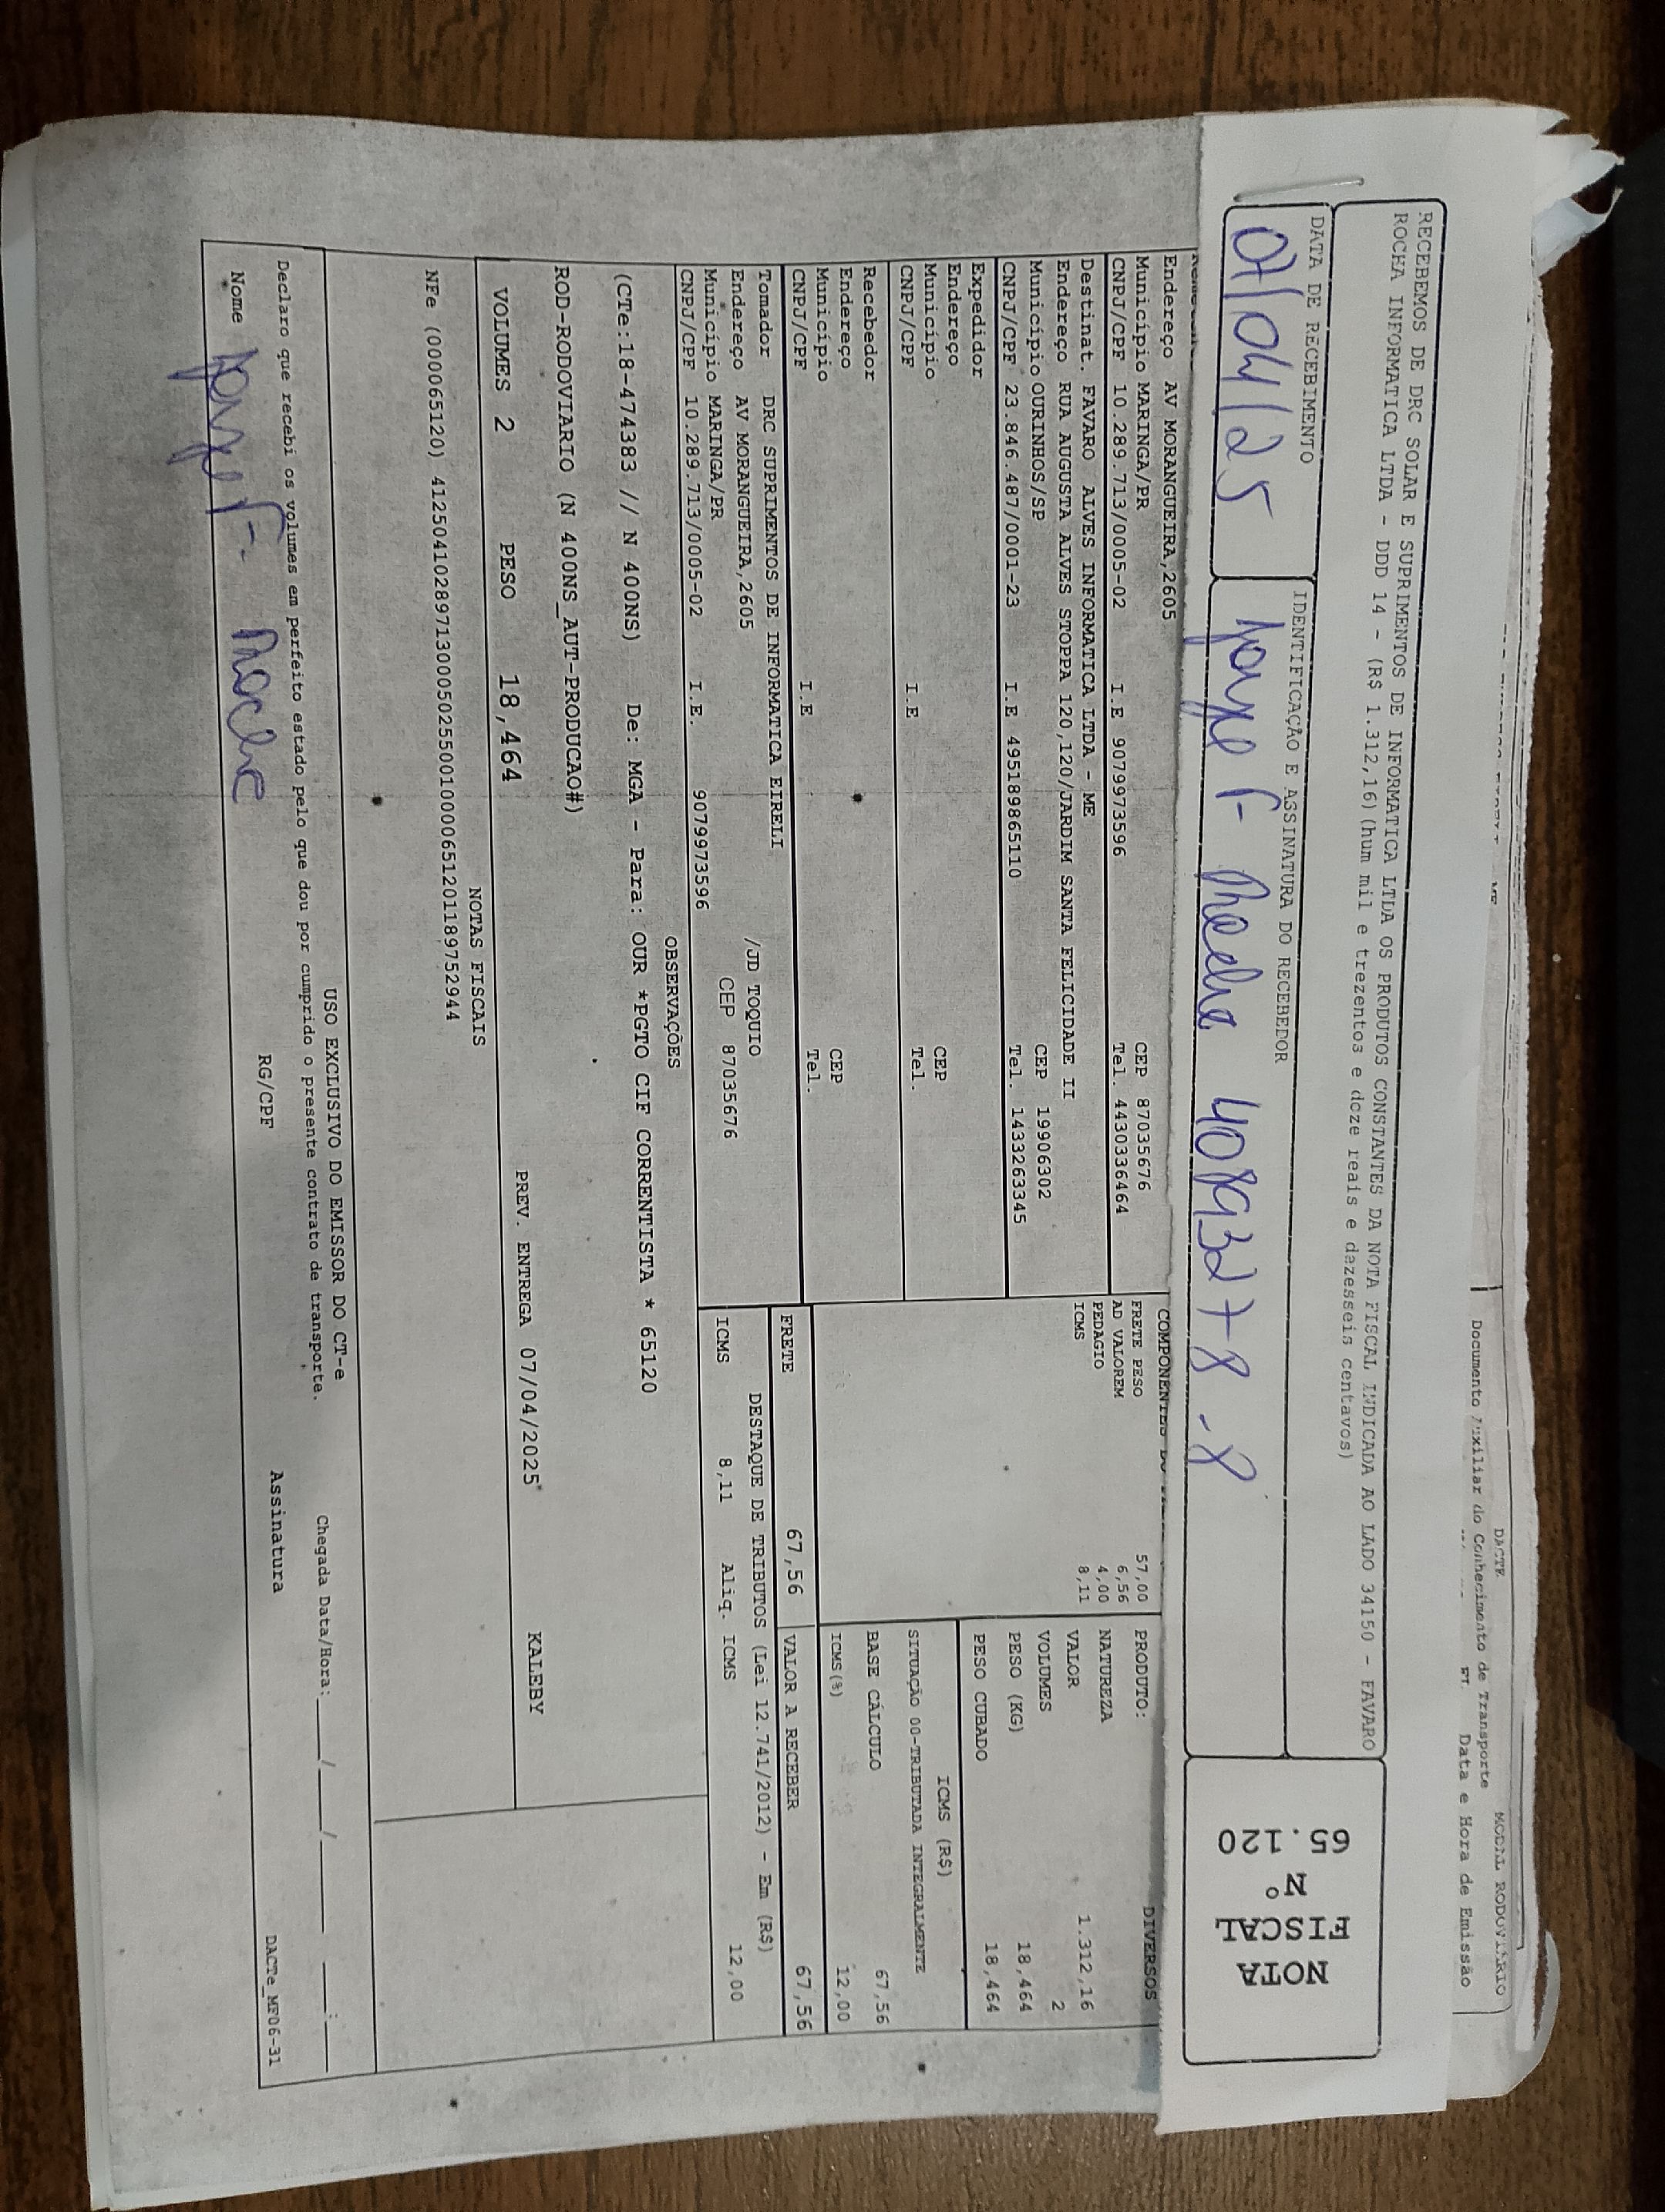 DACTE
MODAL RODOVIÁRIO
Documento Auxiliar do Conhecimento de Transporte
Data e Hora de Emissão
RECEBEMOS DE DRC SOLAR E SUPRIMENTOS DE INFORMATICA LTDA OS PRODUTOS CONSTANTES DA NOTA FISCAL INDICADA AO LADO 34150 - FAVARO
ROCHA INFORMATICA LTDA - DDD 14 - (R$ 1.312,16) (hum mil e trezentos e doze reais e dezesseis centavos)
DATA DE RECEBIMENTO
IDENTIFICAÇÃO E ASSINATURA DO RECEBEDOR
07/04/25
40893278-8
NOTA
FISCAL
Nº
65.120
Endereço AV MORANGUEIRA,2605
Município MARINGA/PR CEP 87035676
CNPJ/CPF 10.289.713/0005-02 I.E 9079973596 Tel. 4430336464
Destinat. FAVARO ALVES INFORMATICA LTDA - ME
Endereço RUA AUGUSTA ALVES STOPPA 120,120/JARDIM SANTA FELICIDADE II
Município OURINHOS/SP CEP 19906302
CNPJ/CPF 23.846.487/0001-23 I.E 495189865110 Tel. 1433263345
Expedidor
Endereço
Município CEP
CNPJ/CPF I.E Tel.
Recebedor
Endereço
Município CEP
CNPJ/CPF I.E Tel.
Tomador DRC SUPRIMENTOS DE INFORMATICA EIRELI
Endereço AV MORANGUEIRA,2605 /JD TOQUIO
Município MARINGA/PR CEP 87035676
CNPJ/CPF 10.289.713/0005-02 I.E. 9079973596
COMPONENTES DO
FRETE PESO 57,00
AD VALOREM 6,56
PEDAGIO 4,00
ICMS 8,11
DIVERSOS
PRODUTO:
NATUREZA
VALOR 1.312,16
VOLUMES 2
PESO (KG) 18,464
PESO CUBADO 18,464
ICMS (R$)
SITUAÇÃO 00-TRIBUTADA INTEGRALMENTE
BASE CÁLCULO 67,56
ICMS(%) 12,00
FRETE 67,56 VALOR A RECEBER 67,56
DESTAQUE DE TRIBUTOS (Lei 12.741/2012) - Em (R$)
ICMS 8,11 Aliq. ICMS 12,00
OBSERVAÇÕES
(CTe:18-474383 // N 400NS) De: MGA - Para: OUR *PGTO CIF CORRENTISTA * 65120
ROD-RODOVIARIO (N 400NS_AUT-PRODUCAO#)
VOLUMES 2 PESO 18,464 PREV. ENTREGA 07/04/2025 KALEBY
NOTAS FISCAIS
NFe (000065120) 41250410289713000502550010000651201189752944
USO EXCLUSIVO DO EMISSOR DO CT-e
Declaro que recebi os volumes em perfeito estado pelo que dou por cumprido o presente contrato de transporte.
Chegada Data/Hora:____/____/________ ____:____
Nome RG/CPF Assinatura
DACTe_MF06-31